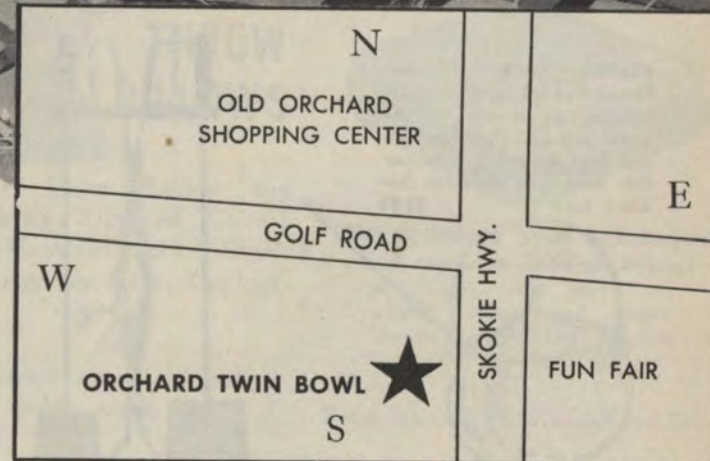 N
OLD ORCHARD
SHOPPING CENTER
E
GOLF ROAD
W
SKOKIE HWY.
ORCHARD TWIN BOWL
FUN FAIR
S